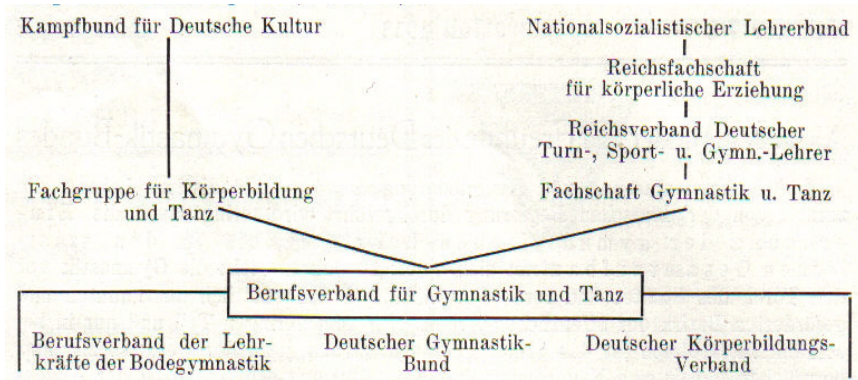 Kampfbund für Deutsche Kultur
Nationalsozialistischer Lehrerbund
Reichsfachschaft
für körperliche Erziehung
Reichsverband Deutscher
Turn-, Sport- u. Gymn.-Lehrer
Fachgruppe für Körperbildung
und Tanz
Fachschaft Gymnastik u. Tanz
Berufsverband für Gymnastik und Tanz
Berufsverband der Lehr-
kräfte der Bodegymnastik
Deutscher Gymnastik-
Bund
Deutscher Körperbildungs-
Verband